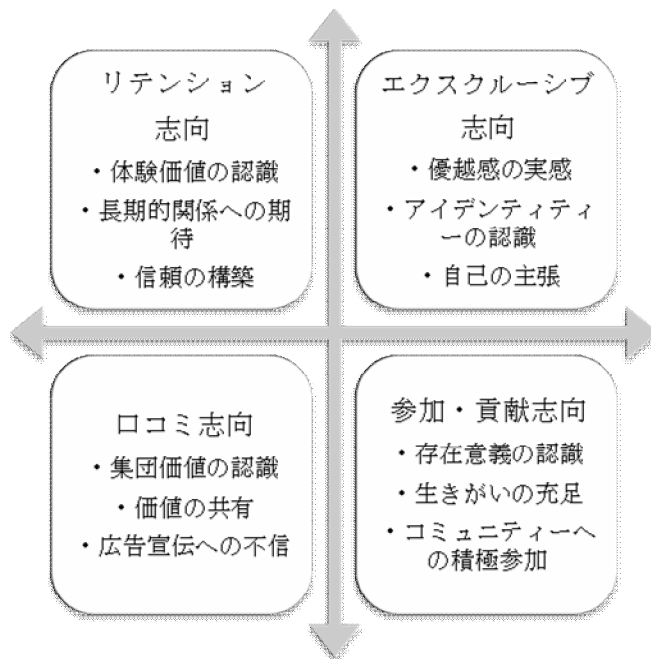 リテンション
志向
・体験価値の認識
・長期的関係への期
待
・信頼の構築
エクスクルーシブ
志向
・優越感の実感
・アイデンティティ
ーの認識
・自己の主張
口コミ志向
・集団価値の認識
・価値の共有
・広告宣伝への不信
参加・貢献志向
・存在意義の認識
・生きがいの充足
・コミュニティーへ
の積極参加